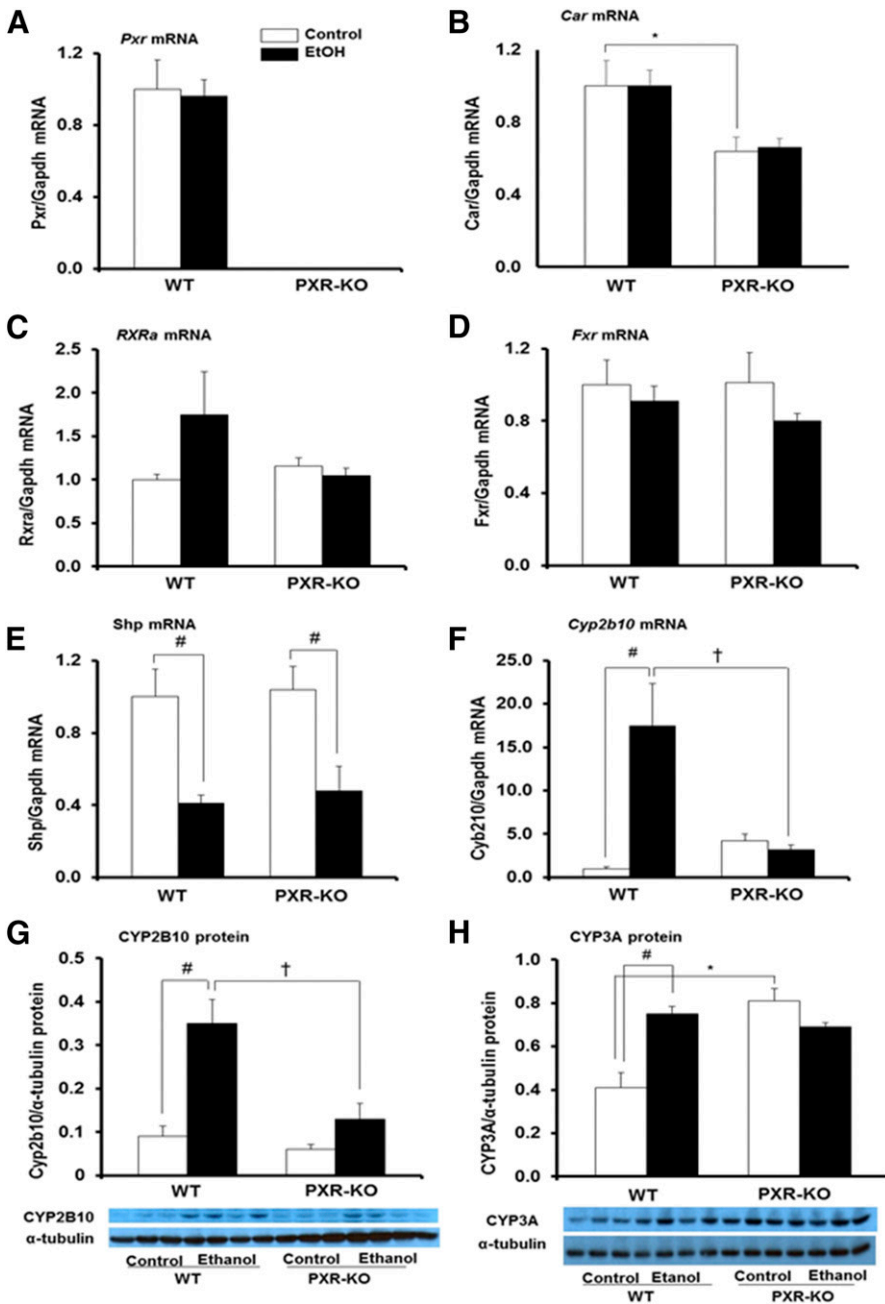 A
Pxr mRNA
Control
EtOH
Pxr/Gapdh mRNA
1.2
0.8
0.4
0.0
WT
PXR-KO
B
Car mRNA
*
Car/Gapdh mRNA
1.2
0.8
0.4
0.0
WT
PXR-KO
C
RXRa mRNA
Rxra/Gapdh mRNA
2.5
2.0
1.5
1.0
0.5
0.0
WT
PXR-KO
D
Fxr mRNA
Fxr/Gapdh mRNA
1.2
0.8
0.4
0.0
WT
PXR-KO
E
Shp mRNA
# #
Shp/Gapdh mRNA
1.2
0.8
0.4
0.0
WT
PXR-KO
F
Cyp2b10 mRNA
# †
Cyb210/Gapdh mRNA
25.0
20.0
15.0
10.0
5.0
0.0
WT
PXR-KO
G
CYP2B10 protein
# †
Cyp2b10/α-tubulin protein
0.5
0.4
0.3
0.2
0.1
0
WT
PXR-KO
CYP2B10
α-tubulin
Control Ethanol Control Ethanol
WT PXR-KO
H
CYP3A protein
# *
CYP3A/α-tubulin protein
1.0
0.8
0.6
0.4
0.2
0.0
WT
PXR-KO
CYP3A
α-tubulin
Control Etanol Control Ethanol
WT PXR-KO